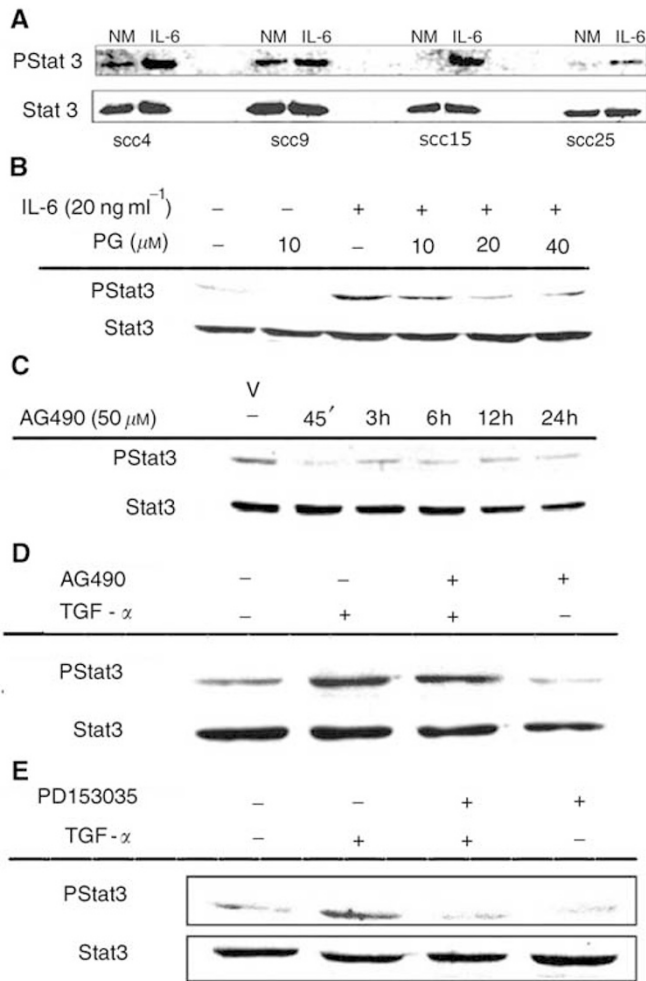 A
NM IL-6 NM IL-6 NM IL-6 NM IL-6
PStat 3
Stat 3
scc4 scc9 scc15 scc25
B
IL-6 (20 ng ml⁻¹) – – + + + +
PG (μM) – 10 – 10 20 40
PStat3
Stat3
C
V
AG490 (50 μM) – 45′ 3h 6h 12h 24h
PStat3
Stat3
D
AG490 – – + +
TGF - α – + + –
PStat3
Stat3
E
PD153035 – – + +
TGF - α – + + –
PStat3
Stat3